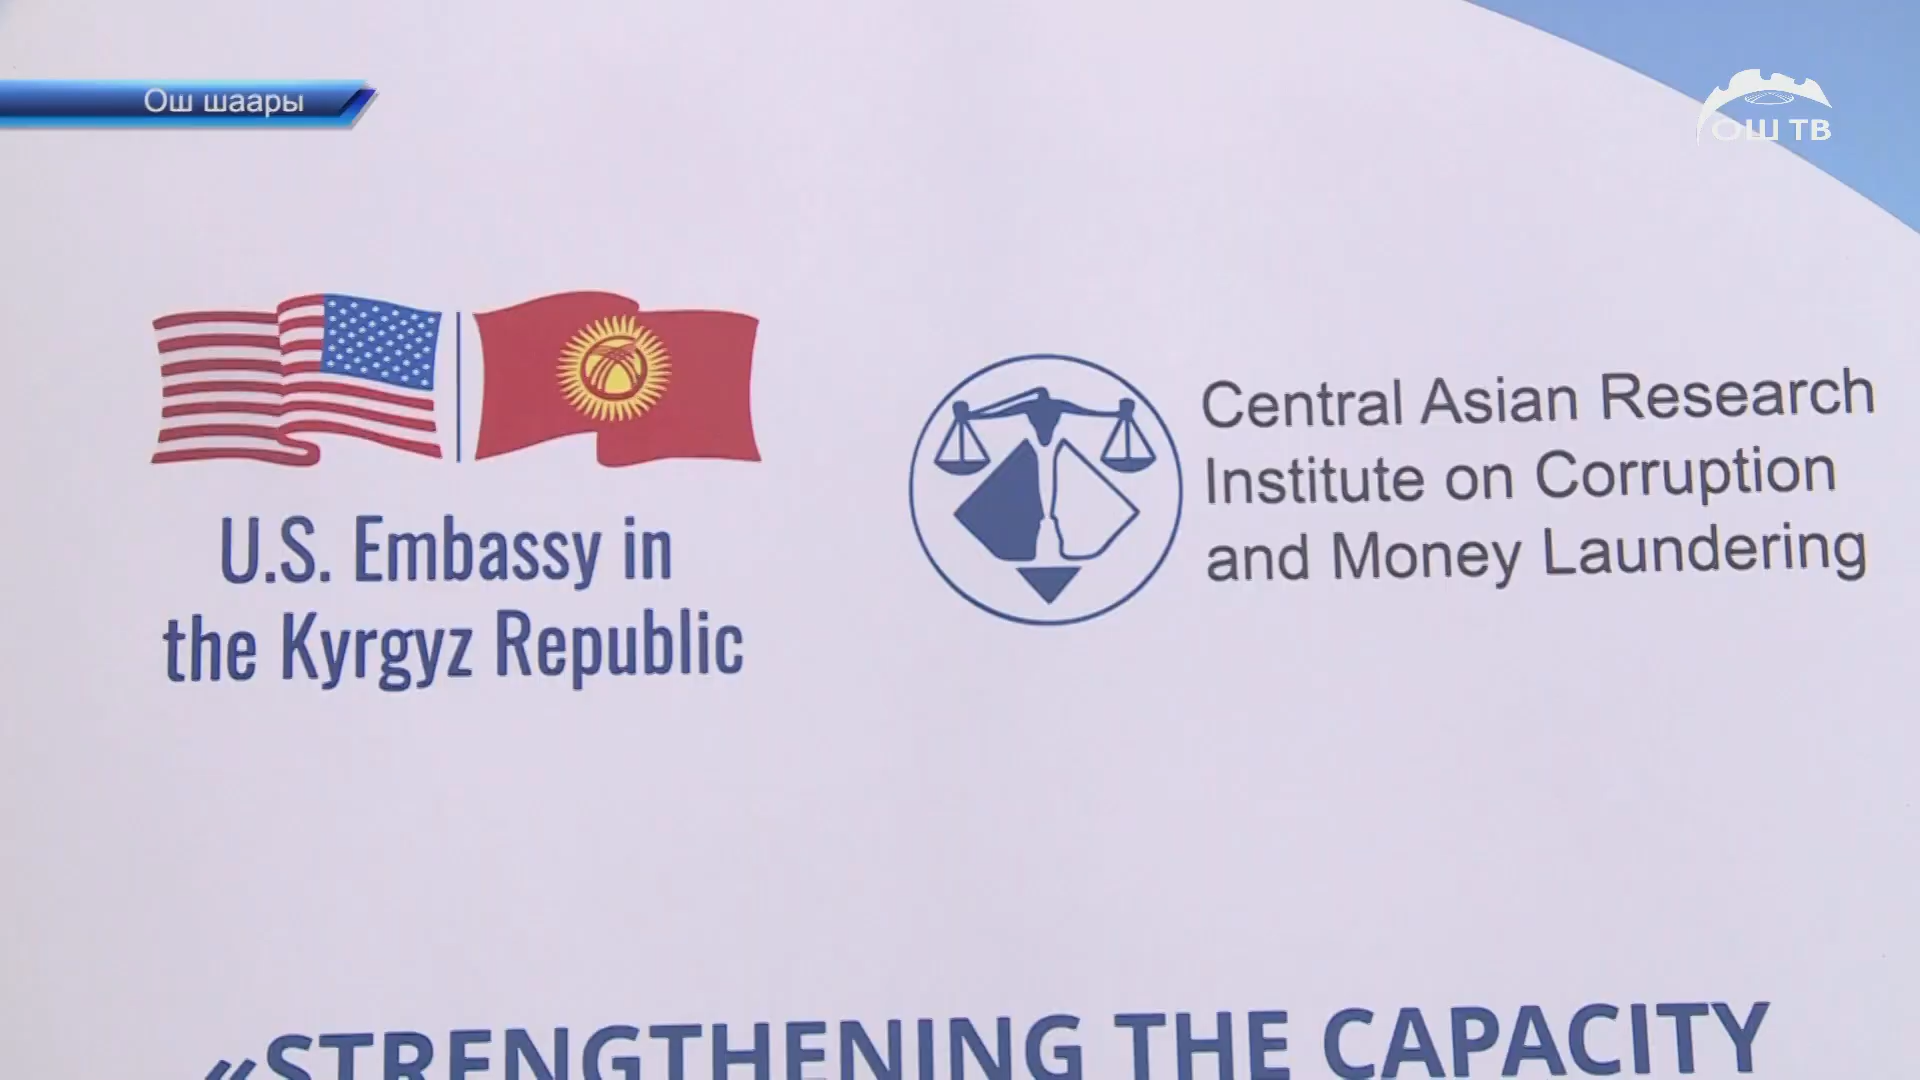 Ош шаары
ОШ ТВ
U.S. Embassy in
the Kyrgyz Republic
Central Asian Research
Institute on Corruption
and Money Laundering
«STRENGTHENING THE CAPACITY